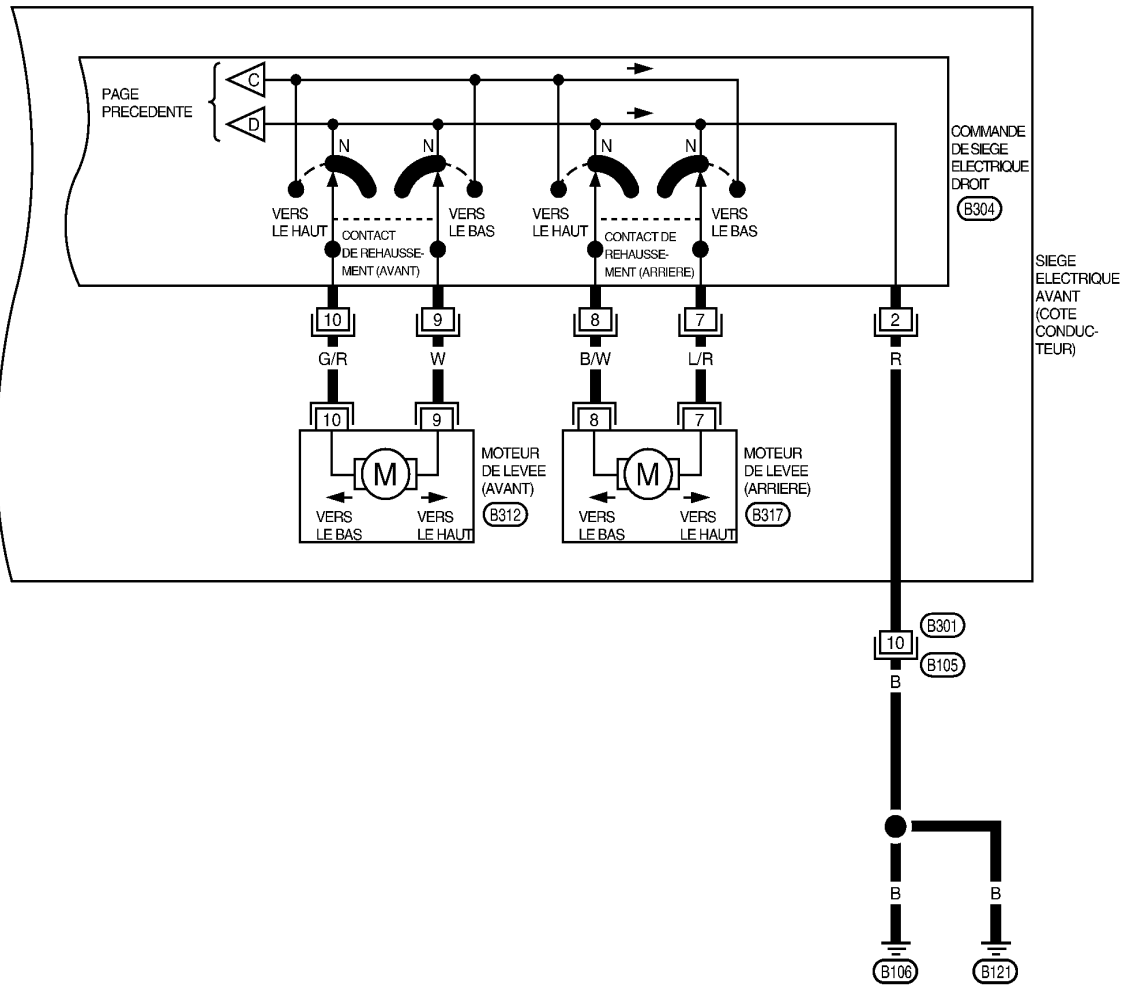 PAGE
PRECEDENTE
C
D
N
N
N
N
VERS
LE HAUT
VERS
LE BAS
VERS
LE HAUT
VERS
LE BAS
CONTACT
DE REHAUSSE-
MENT (AVANT)
CONTACT DE
REHAUSSE-
MENT (ARRIERE)
COMMANDE
DE SIEGE
ELECTRIQUE
DROIT
B304
SIEGE
ELECTRIQUE
AVANT
(COTE
CONDUC-
TEUR)
10
9
8
7
2
G/R
W
B/W
L/R
R
10
9
8
7
M
VERS
LE BAS
VERS
LE HAUT
MOTEUR
DE LEVEE
(AVANT)
B312
M
VERS
LE BAS
VERS
LE HAUT
MOTEUR
DE LEVEE
(ARRIERE)
B317
10
B301
B105
B
B
B
B106
B121